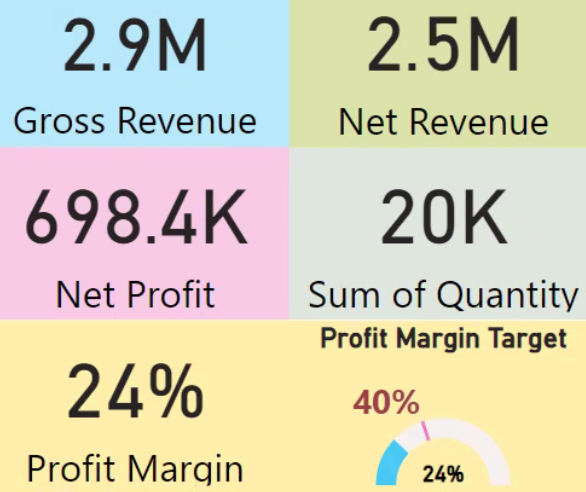 2.9M
Gross Revenue
2.5M
Net Revenue
698.4K
Net Profit
20K
Sum of Quantity
24%
Profit Margin
Profit Margin Target
40%
24%